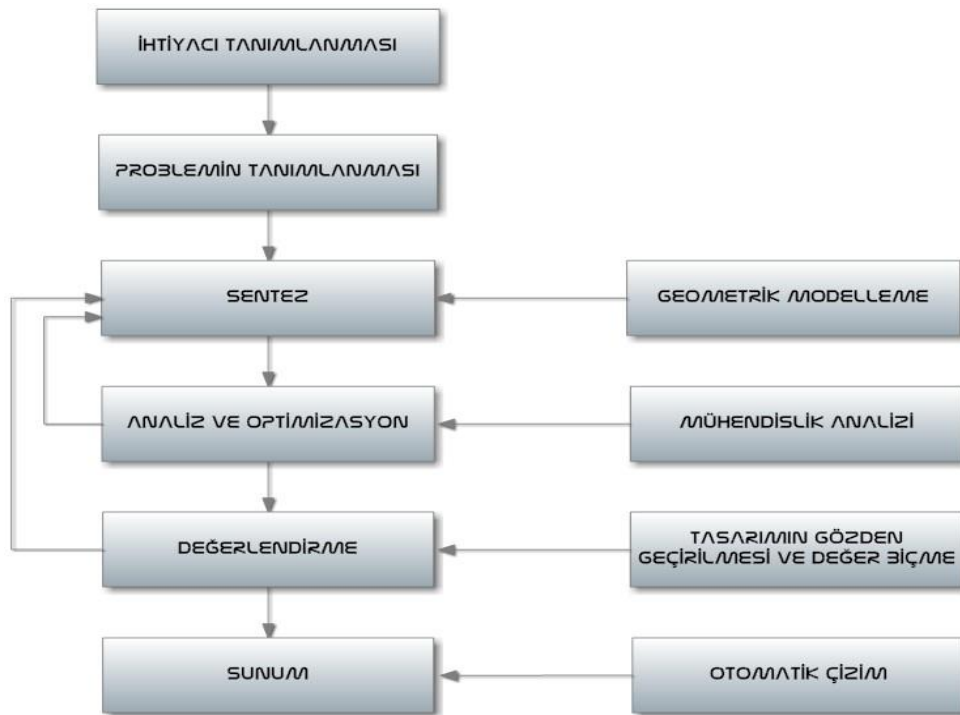 İHTİYACI TANIMLANMASI
PROBLEMİN TANIMLANMASI
SENTEZ
GEOMETRİK MODELLEME
ANALİZ VE OPTİMİZASYON
MÜHENDİSLİK ANALİZİ
DEĞERLENDİRME
TASARIMIN GÖZDEN
GEÇİRİLMESİ VE DEĞER BİÇME
SUNUM
OTOMATİK ÇİZİM